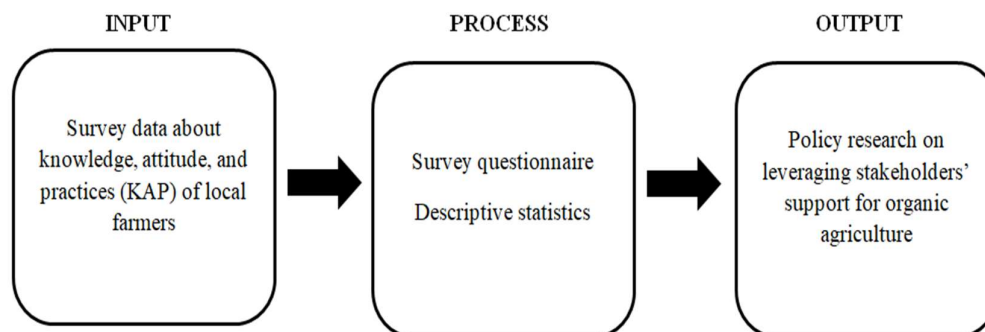 INPUT
PROCESS
OUTPUT
Survey data about
knowledge, attitude, and
practices (KAP) of local
farmers
Survey questionnaire
Descriptive statistics
Policy research on
leveraging stakeholders’
support for organic
agriculture